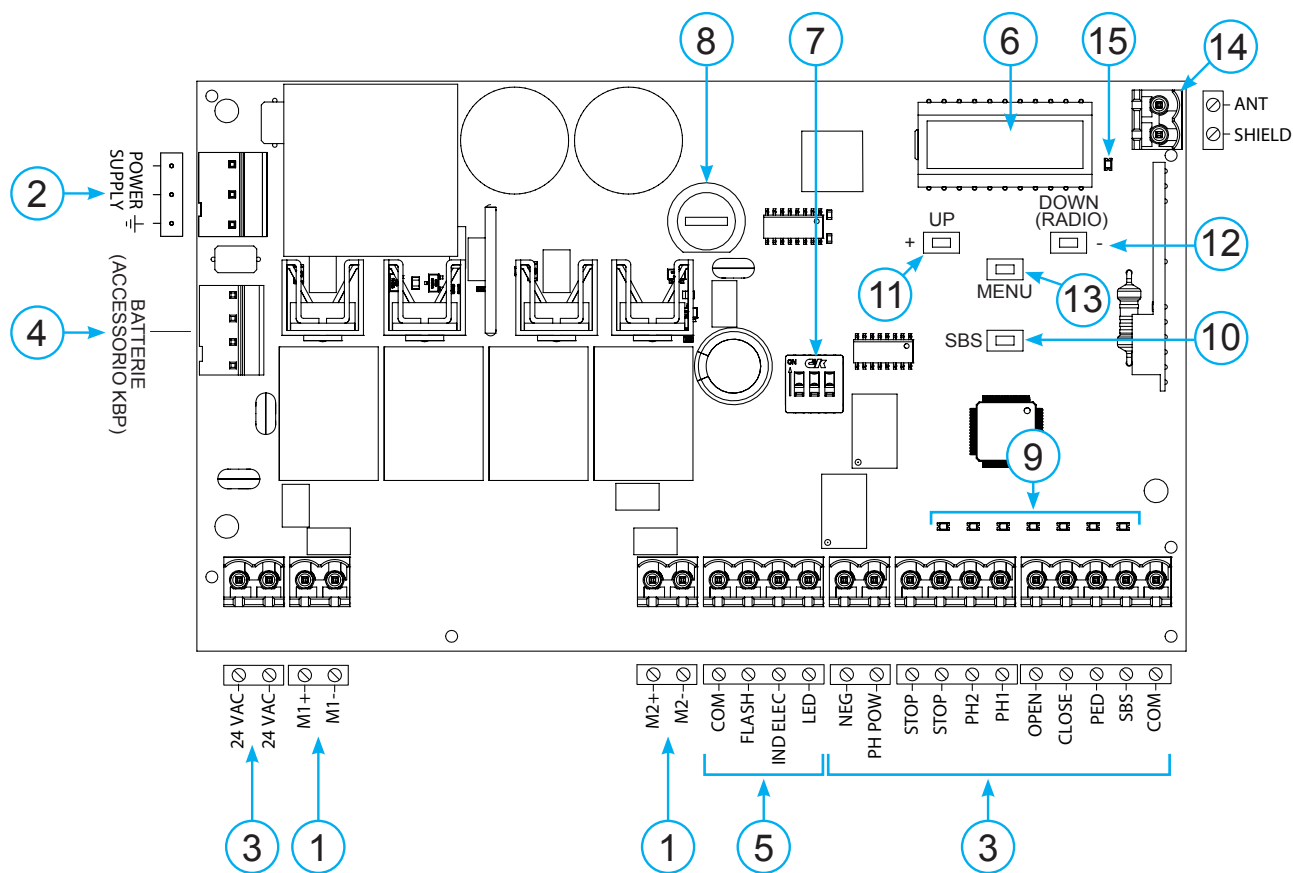 8
7
6
15
14
ANT
SHIELD
2
POWER
SUPPLY
DOWN
(RADIO)
UP
+
-
12
11
MENU
13
4
BATTERIE
(ACCESSORIO KBP)
SBS
10
ON
9
24 VAC
24 VAC
M1+
M1-
M2+
M2-
COM
FLASH
IND ELEC
LED
NEG
PH POW
STOP
STOP
PH2
PH1
OPEN
CLOSE
PED
SBS
COM
3
1
1
5
3